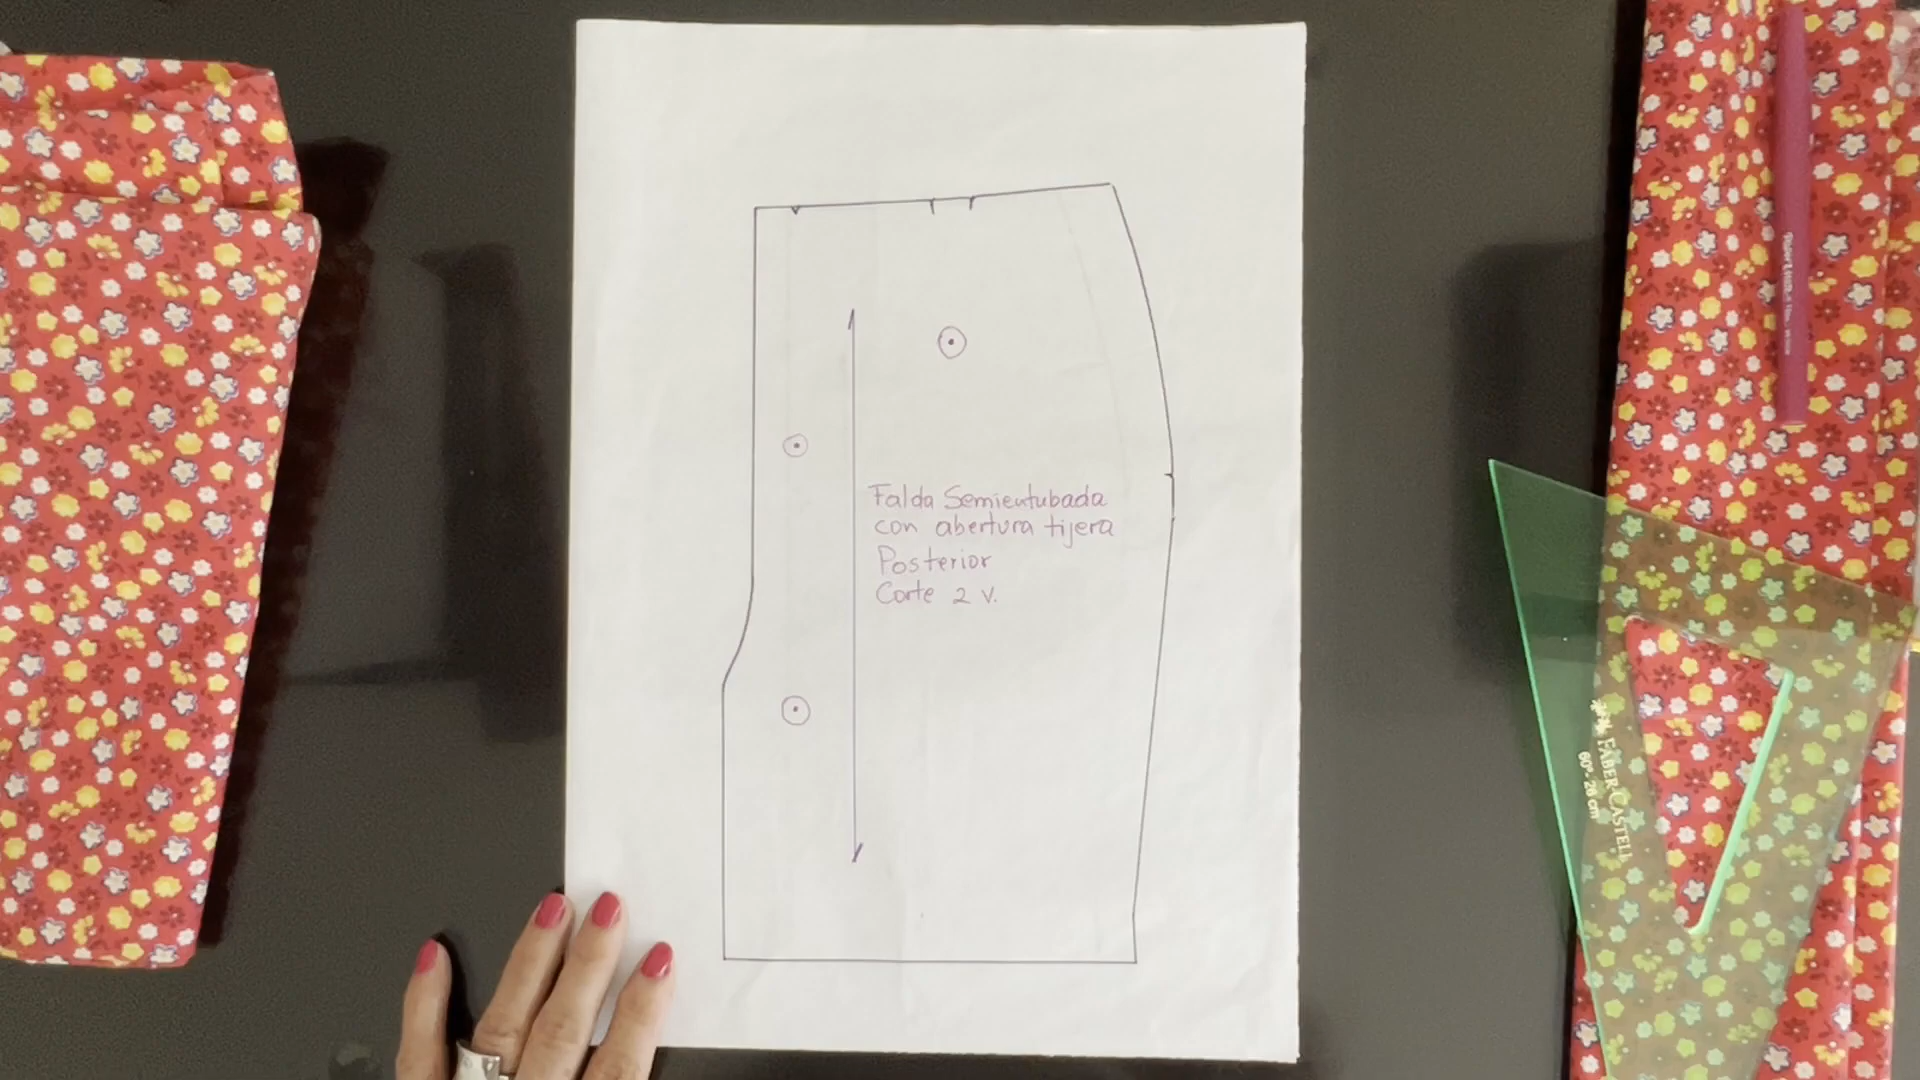 Falda Semientubada
con abertura tijera
Posterior
Corte 2 v.
FABER-CASTELL
60°- 28 cm